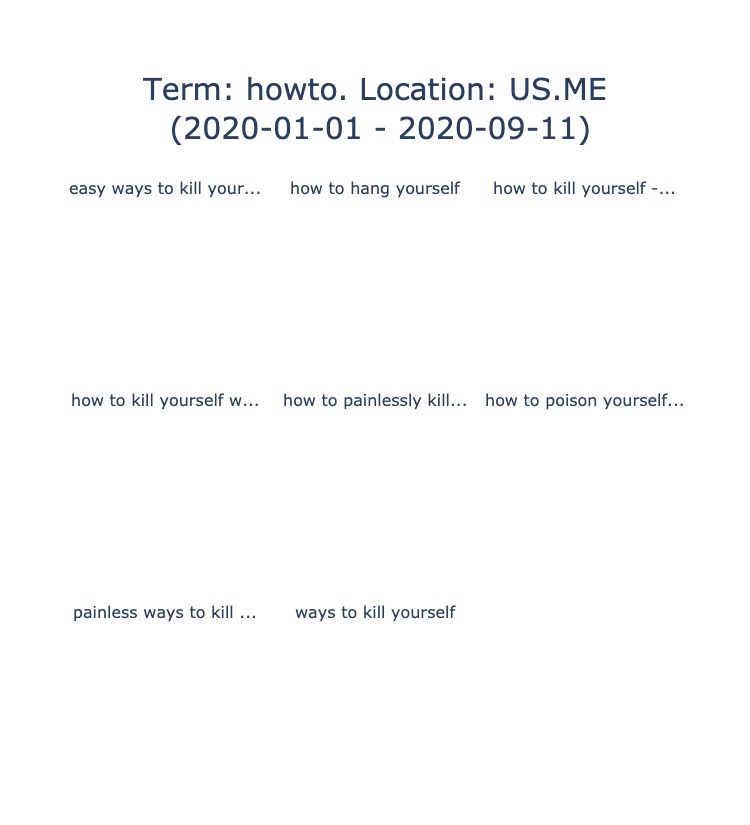 Term: howto. Location: US.ME
(2020-01-01 - 2020-09-11)
easy ways to kill your...
how to hang yourself
how to kill yourself -...
how to kill yourself w...
how to painlessly kill...
how to poison yourself...
painless ways to kill ...
ways to kill yourself